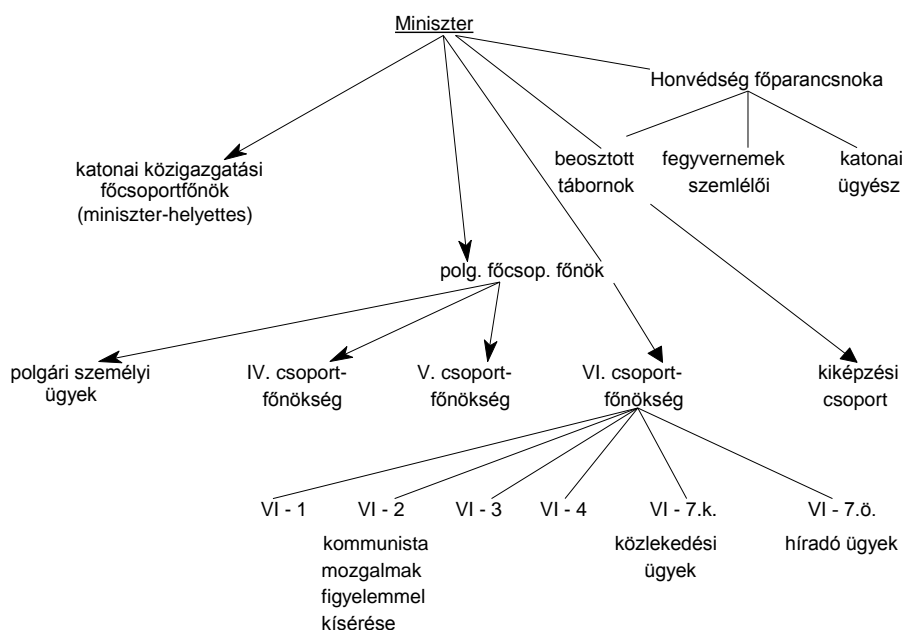 Miniszter
Honvédség főparancsnoka
katonai közigazgatási
főcsoportfőnök
(miniszter-helyettes)
beosztott
tábornok
fegyvernemek
szemlélői
katonai
ügyész
polg. főcsop. főnök
polgári személyi
ügyek
IV. csoport-
főnökség
V. csoport-
főnökség
VI. csoport-
főnökség
kiképzési
csoport
VI - 1
VI - 2
VI - 3
VI - 4
VI - 7.k.
VI - 7.ö.
kommunista
mozgalmak
figyelemmel
kísérése
közlekedési
ügyek
híradó ügyek